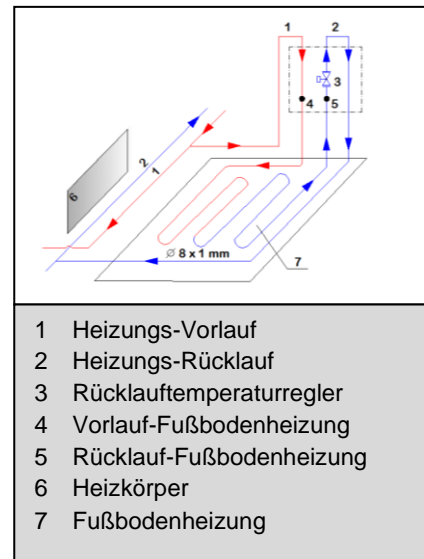 1
2
3
4
5
2
1
6
∅ 8 x 1 mm
7
1 Heizungs-Vorlauf
2 Heizungs-Rücklauf
3 Rücklauftemperaturregler
4 Vorlauf-Fußbodenheizung
5 Rücklauf-Fußbodenheizung
6 Heizkörper
7 Fußbodenheizung